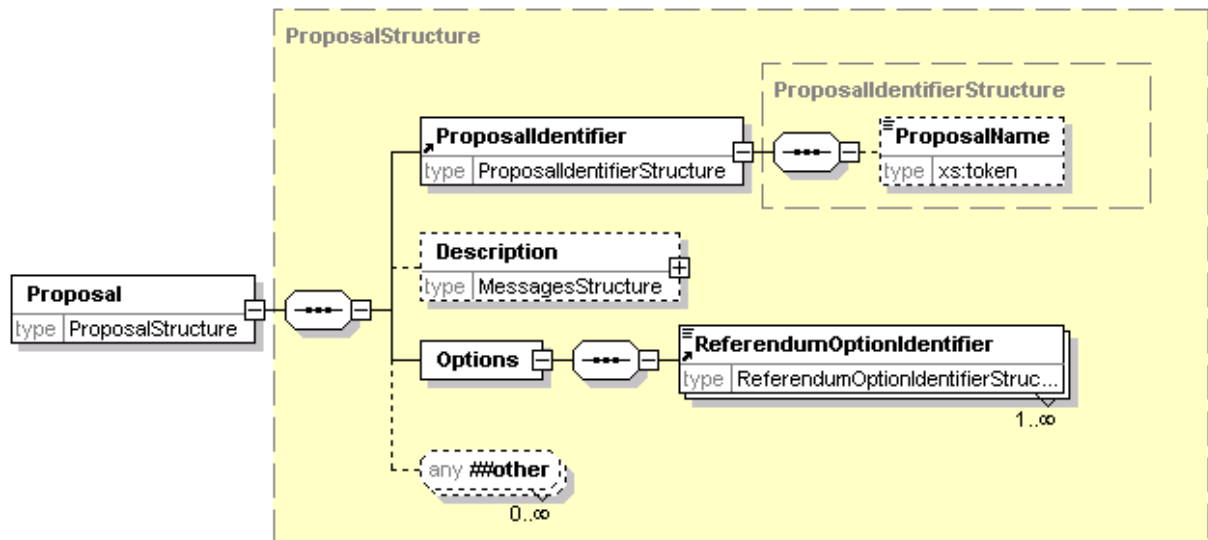 ProposalStructure
ProposalIdentifierStructure
ProposalIdentifier
type ProposalIdentifierStructure
ProposalName
type xs:token
Description
type MessagesStructure
Proposal
type ProposalStructure
Options
ReferendumOptionIdentifier
type ReferendumOptionIdentifierStruc...
1..∞
any ##other
0..∞